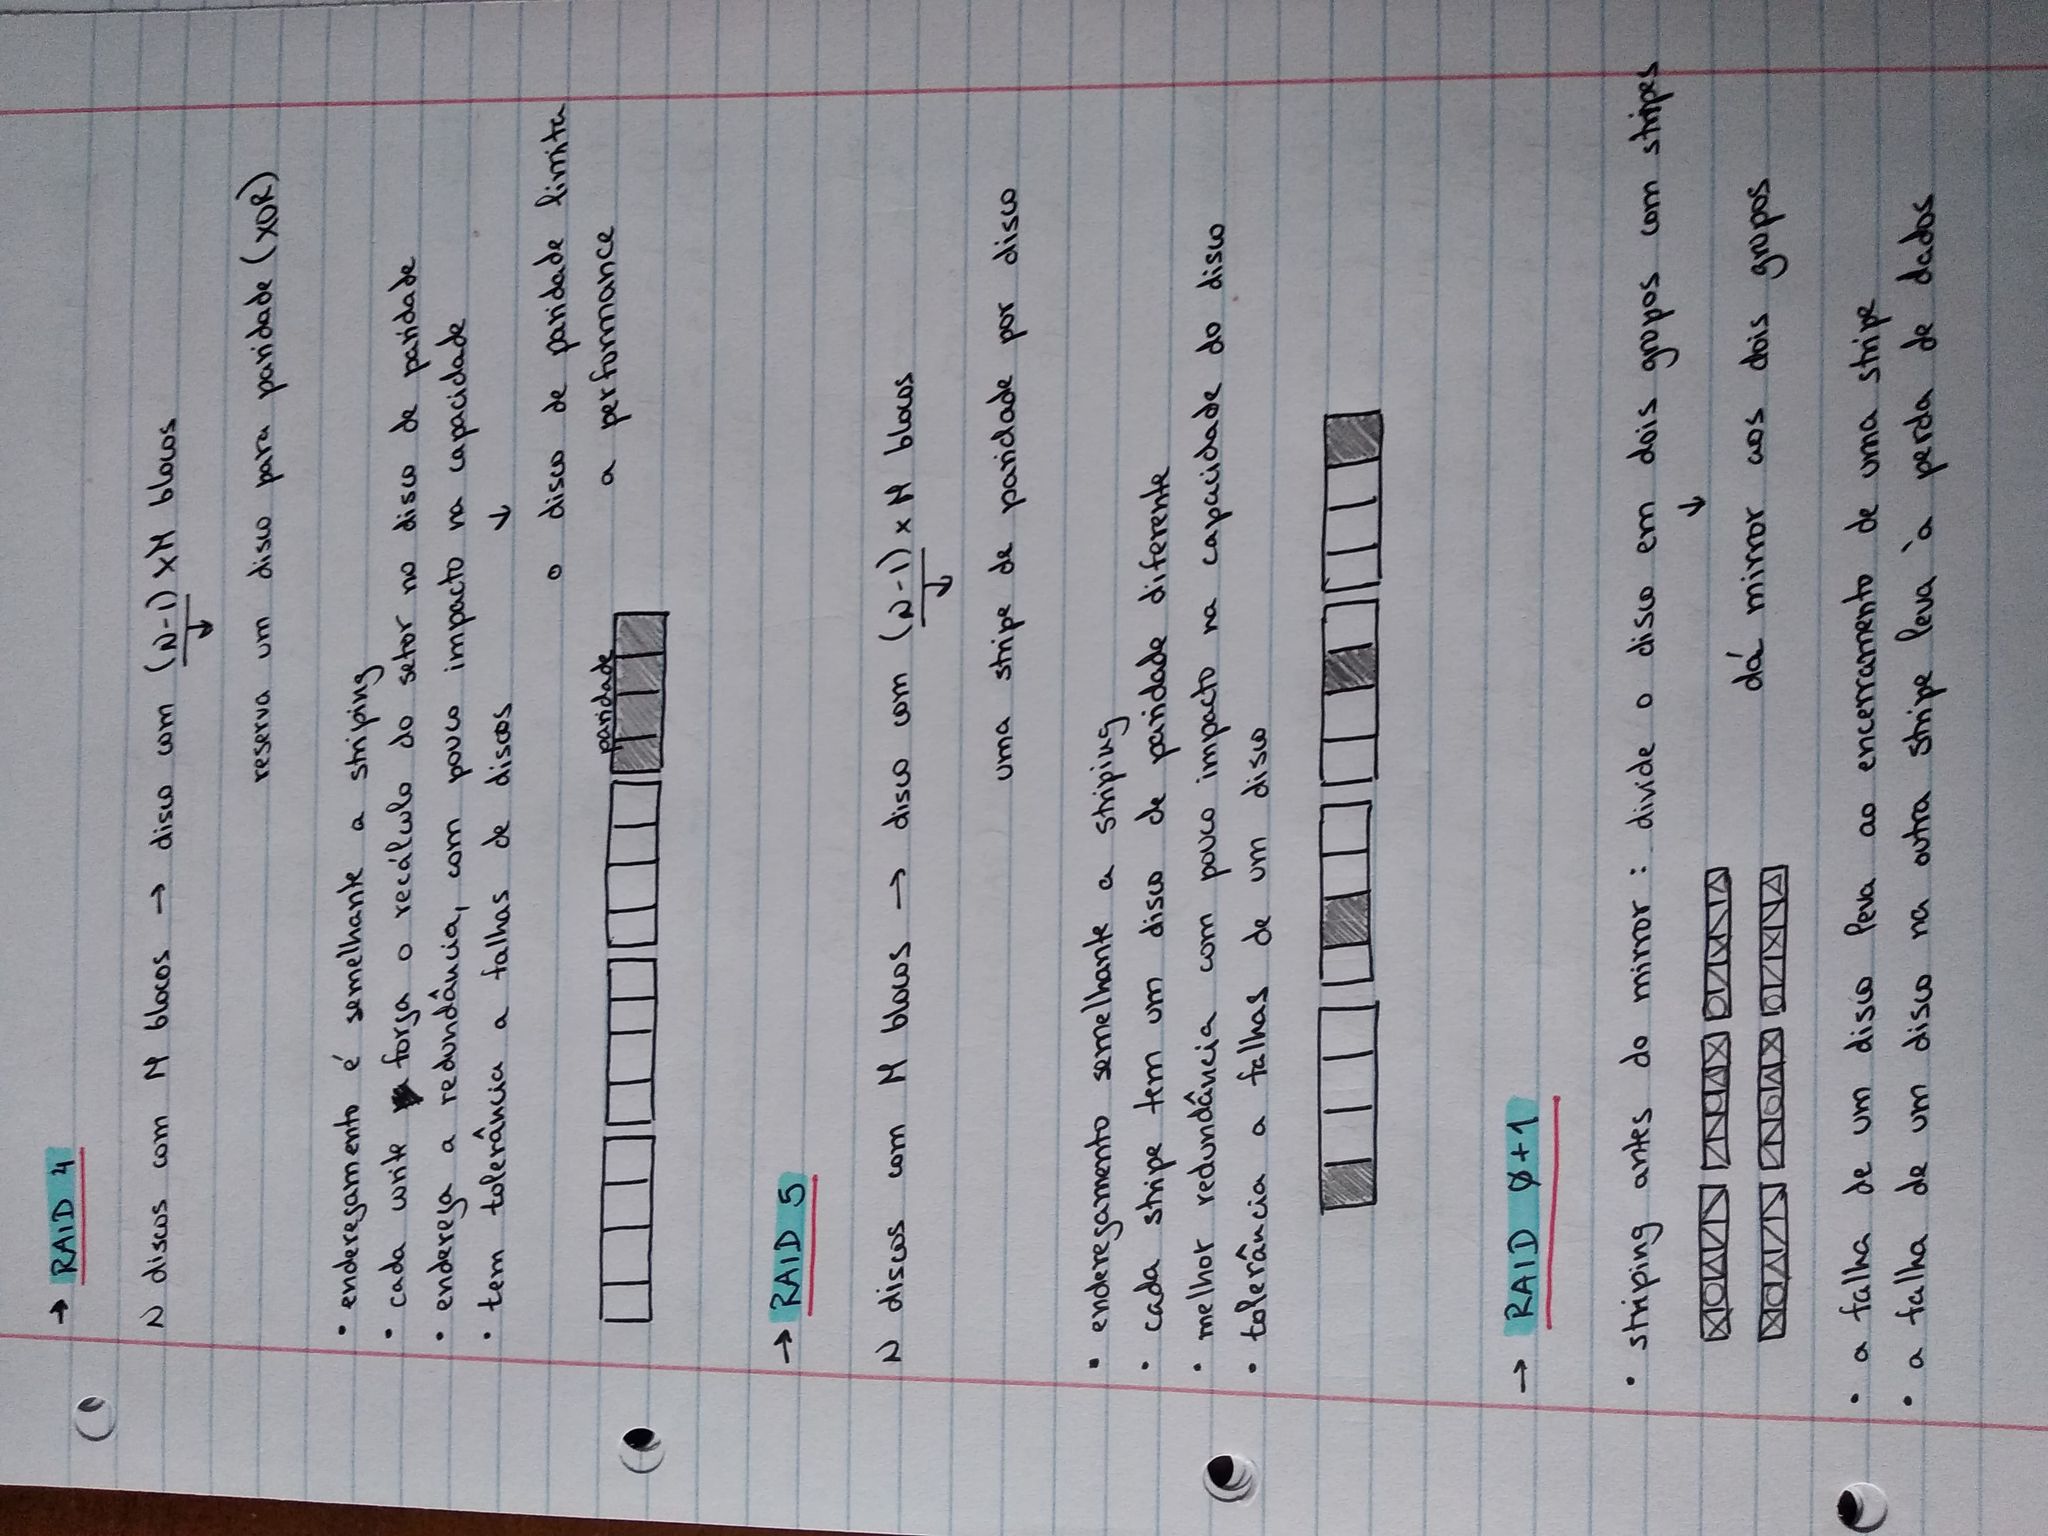 → RAID 4
N discos com M blocos → disco com (N-1) x M blocos
↓
reserva um disco para paridade (XOR)
• endereçamento é semelhante a striping
• cada write força o recálculo do setor no disco de paridade
• endereça a redundância, com pouco impacto na capacidade
• tem tolerância a falhas de discos
↓
o disco de paridade limita
a performance
paridade
→ RAID 5
N discos com M blocos → disco com (N-1) x M blocos
↓
uma stripe de paridade por disco
• endereçamento semelhante a striping
• cada stripe tem um disco de paridade diferente
• melhor redundância com pouco impacto na capacidade do disco
• tolerância a falhas de um disco
→ RAID 0+1
• striping antes do mirror : divide o disco em dois grupos com stripes
↓
dá mirror aos dois grupos
• a falha de um disco leva ao encerramento de uma stripe
• a falha de um disco na outra stripe leva à perda de dados